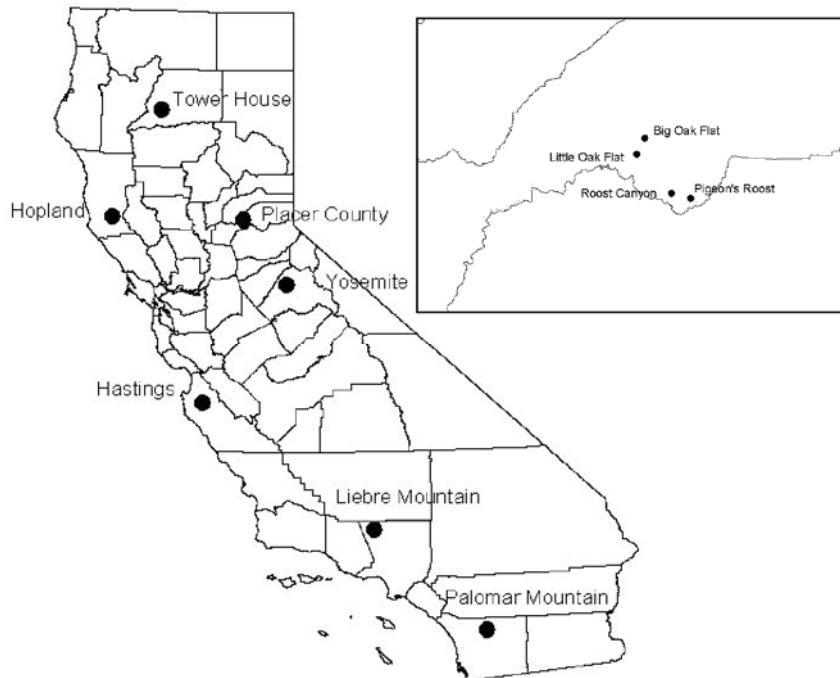 Tower House
Hopland
Placer County
Yosemite
Hastings
Liebre Mountain
Palomar Mountain
Big Oak Flat
Little Oak Flat
Roost Canyon
Pigeon's Roost